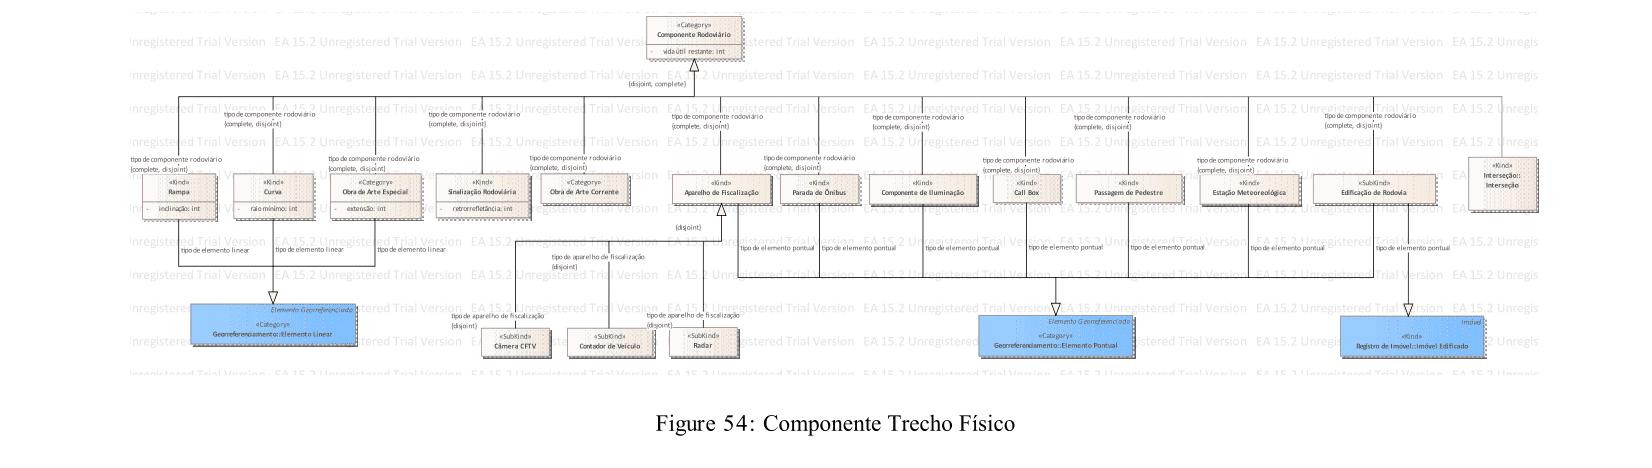 «Category»
Componente Rodoviário
- vida útil restante: int
{disjoint, complete}
tipo de componente rodoviário
{complete, disjoint}
tipo de componente rodoviário
{complete, disjoint}
tipo de componente rodoviário
{complete, disjoint}
tipo de componente rodoviário
{complete, disjoint}
tipo de componente rodoviário
{complete, disjoint}
tipo de componente rodoviário
{complete, disjoint}
tipo de componente rodoviário
{complete, disjoint}
tipo de componente rodoviário
{complete, disjoint}
tipo de componente rodoviário
{complete, disjoint}
tipo de componente rodoviário
{complete, disjoint}
tipo de componente rodoviário
{complete, disjoint}
tipo de componente rodoviário
{complete, disjoint}
«Kind»
Rampa
- inclinação: int
«Kind»
Curva
- raio mínimo: int
«Category»
Obra de Arte Especial
- extensão: int
«Kind»
Sinalização Rodoviária
- retrorrefletância: int
«Category»
Obra de Arte Corrente
«Kind»
Aparelho de Fiscalização
«Kind»
Parada de Ônibus
«Kind»
Componente de Iluminação
«Kind»
Call Box
«Kind»
Passagem de Pedestre
«Kind»
Estação Meteorológica
«SubKind»
Edificação de Rodovia
«Kind»
Interseção::
Interseção
{disjoint}
tipo de elemento linear
tipo de elemento linear
tipo de elemento linear
tipo de elemento pontual
tipo de elemento pontual
tipo de elemento pontual
tipo de elemento pontual
tipo de elemento pontual
tipo de elemento pontual
tipo de elemento pontual
tipo de aparelho de fiscalização
{disjoint}
tipo de aparelho de fiscalização
{disjoint}
tipo de aparelho de fiscalização
{disjoint}
Elemento Georreferenciado
«Category»
Georreferenciamento::Elemento Linear
«SubKind»
Câmera CFTV
«SubKind»
Contador de Veículo
«SubKind»
Radar
Elemento Georreferenciado
«Category»
Georreferenciamento::Elemento Pontual
Imóvel
«Kind»
Registro de Imóvel::Imóvel Edificado
Figure 54: Componente Trecho Físico